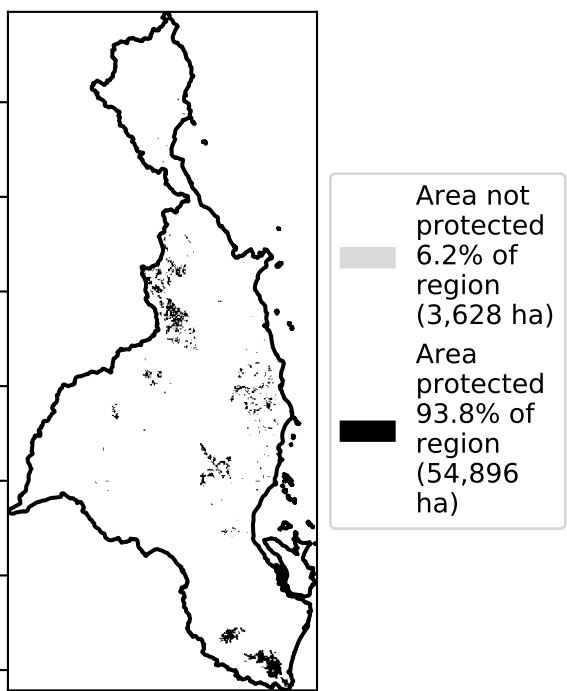 Area not
protected
6.2% of
region
(3,628 ha)
Area
protected
93.8% of
region
(54,896
ha)